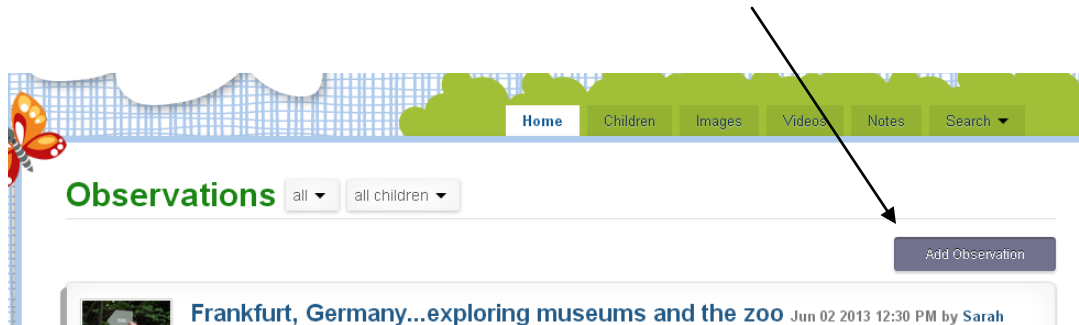 Home Children Images Videos Notes Search
Observations all all children
Add Observation
Frankfurt, Germany...exploring museums and the zoo Jun 02 2013 12:30 PM by Sarah